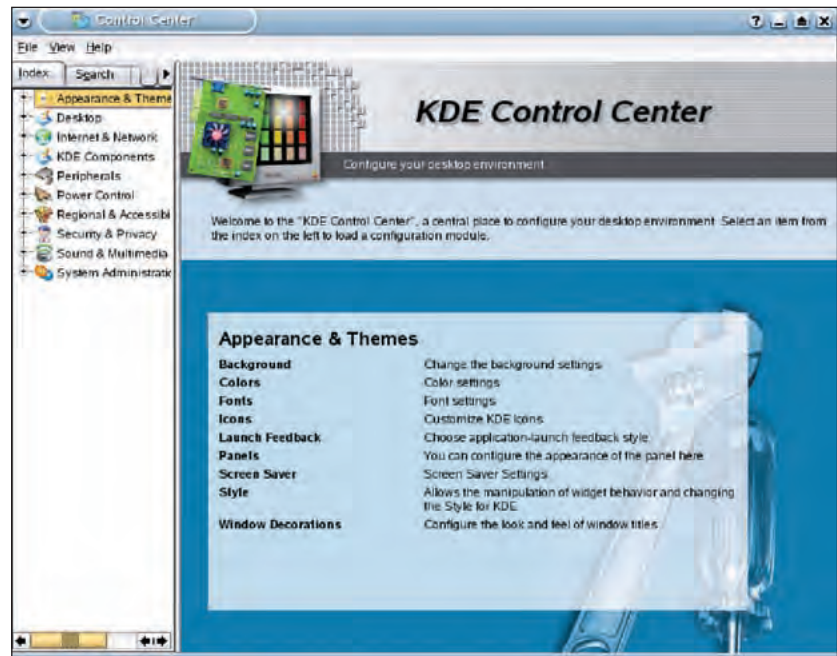 Control Center
File View Help
Index Search
Appearance & Theme
Desktop
Internet & Network
KDE Components
Peripherals
Power Control
Regional & Accessibi
Security & Privacy
Sound & Multimedia
System Administratic
KDE Control Center
Configure your desktop environment
Welcome to the "KDE Control Center", a central place to configure your desktop environment. Select an item from
the index on the left to load a configuration module.
Appearance & Themes
Background Change the background settings
Colors Color settings
Fonts Font settings
Icons Customize KDE Icons
Launch Feedback Choose application-launch feedback style
Panels You can configure the appearance of the panel here
Screen Saver Screen Saver Settings
Style Allows the manipulation of widget behavior and changing
the Style for KDE
Window Decorations Configure the look and feel of window titles